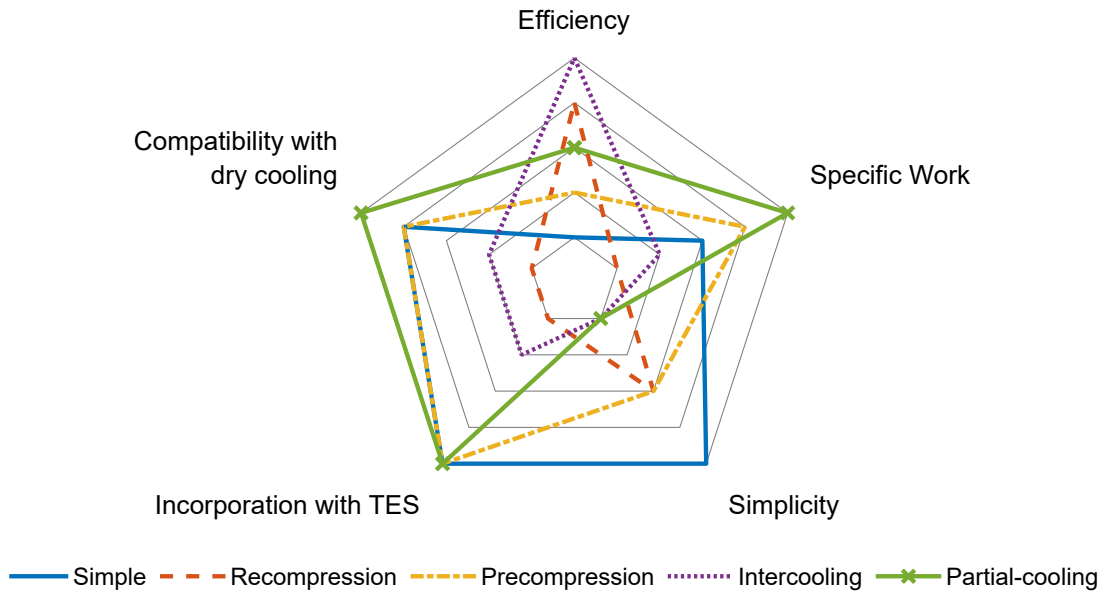 Efficiency
Compatibility with
dry cooling
Specific Work
Incorporation with TES
Simplicity
Simple
Recompression
Precompression
Intercooling
Partial-cooling